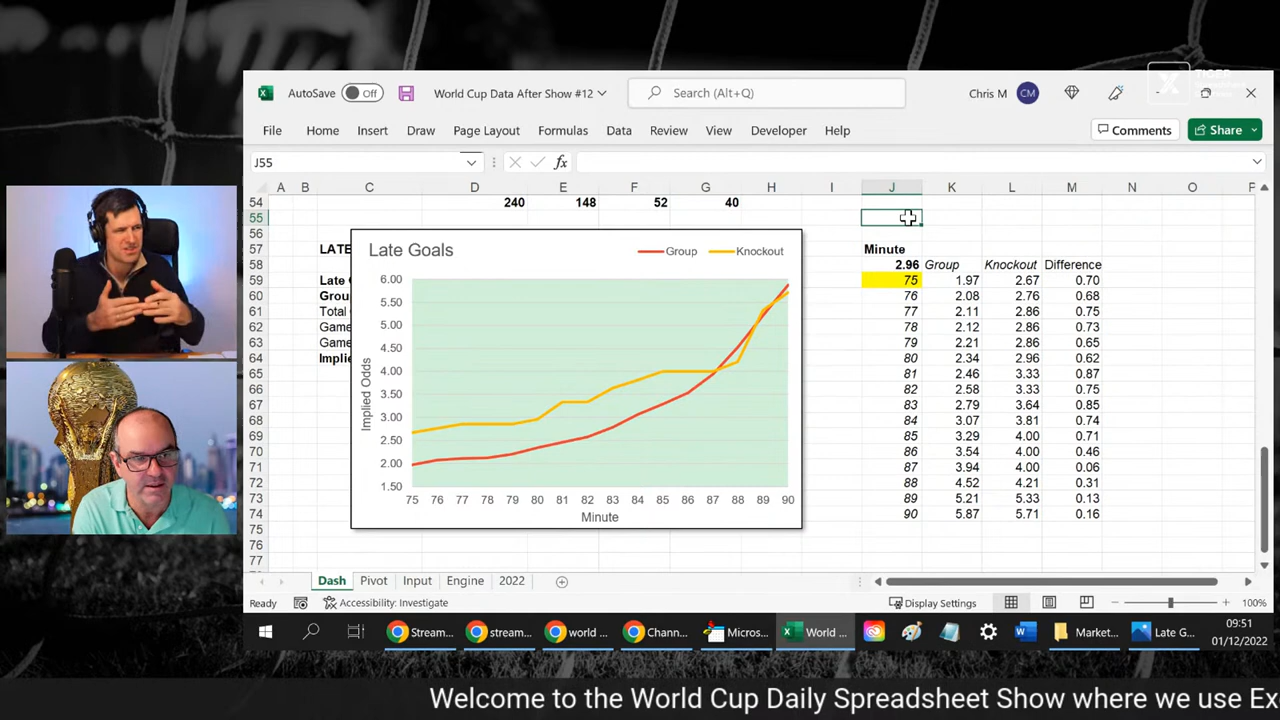 TIGER
AutoSave Off World Cup Data After Show #12 Search (Alt+Q) Chris M CM
File Home Insert Draw Page Layout Formulas Data Review View Developer Help Comments Share
J55 fx
A B C D E F G H I J K L M N O P
54 240 148 52 40
55
56
57 LATE Minute
58 2.96 Group Knockout Difference
59 Late 75 1.97 2.67 0.70
60 Grou 76 2.08 2.76 0.68
61 Total 77 2.11 2.86 0.75
62 Game 78 2.12 2.86 0.73
63 Game 79 2.21 2.86 0.65
64 Implie 80 2.34 2.96 0.62
65 81 2.46 3.33 0.87
66 82 2.58 3.33 0.75
67 83 2.79 3.64 0.85
68 84 3.07 3.81 0.74
69 85 3.29 4.00 0.71
70 86 3.54 4.00 0.46
71 87 3.94 4.00 0.06
72 88 4.52 4.21 0.31
73 89 5.21 5.33 0.13
74 90 5.87 5.71 0.16
75
76
77
Late Goals
Group Knockout
6.00
5.50
5.00
4.50
4.00
3.50
3.00
2.50
2.00
1.50
Implied Odds
75 76 77 78 79 80 81 82 83 84 85 86 87 88 89 90
Minute
Dash Pivot Input Engine 2022
Ready Accessibility: Investigate Display Settings 100%
Stream... stream... world ... Chann... Micros... World ... Market... Late G...
09:51
01/12/2022
Welcome to the World Cup Daily Spreadsheet Show where we use Ex